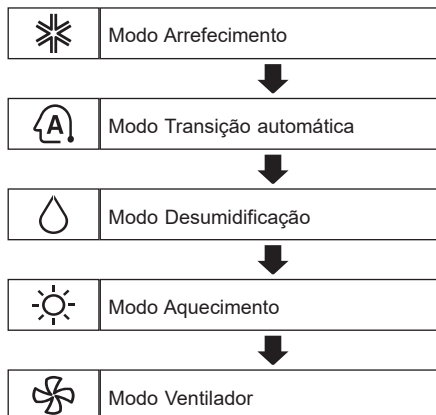 Modo Arrefecimento
A
Modo Transição automática
Modo Desumidificação
Modo Aquecimento
Modo Ventilador